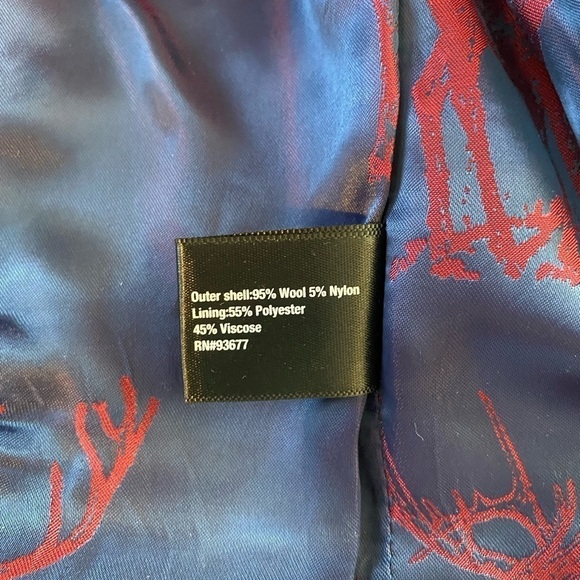 Outer shell:95% Wool 5% Nylon
Lining:55% Polyester
45% Viscose
RN#93677